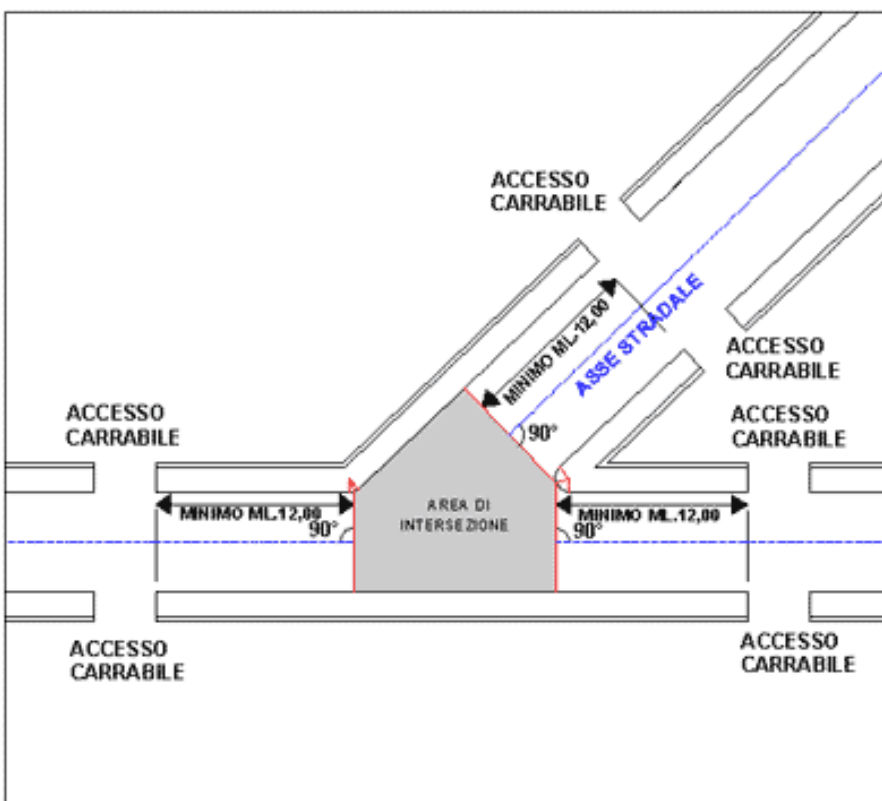 ACCESSO
CARRABILE
MINIMO ML.12,00
ASSE STRADALE
90°
ACCESSO
CARRABILE
ACCESSO
CARRABILE
ACCESSO
CARRABILE
MINIMO ML.12,00
90°
AREA DI
INTERSEZIONE
MINIMO ML.12,00
90°
ACCESSO
CARRABILE
ACCESSO
CARRABILE